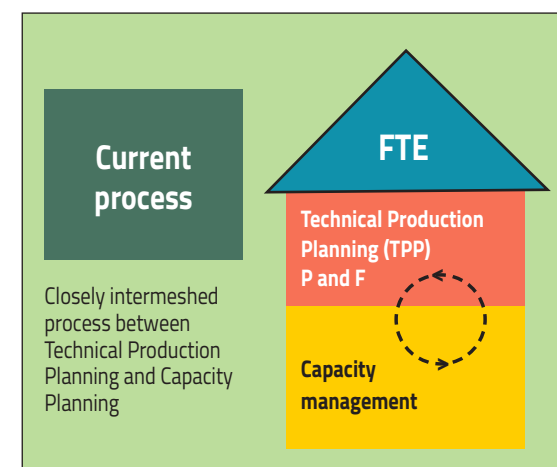 Current
process
Closely intermeshed
process between
Technical Production
Planning and Capacity
Planning
FTE
Technical Production
Planning (TPP)
P and F
Capacity
management